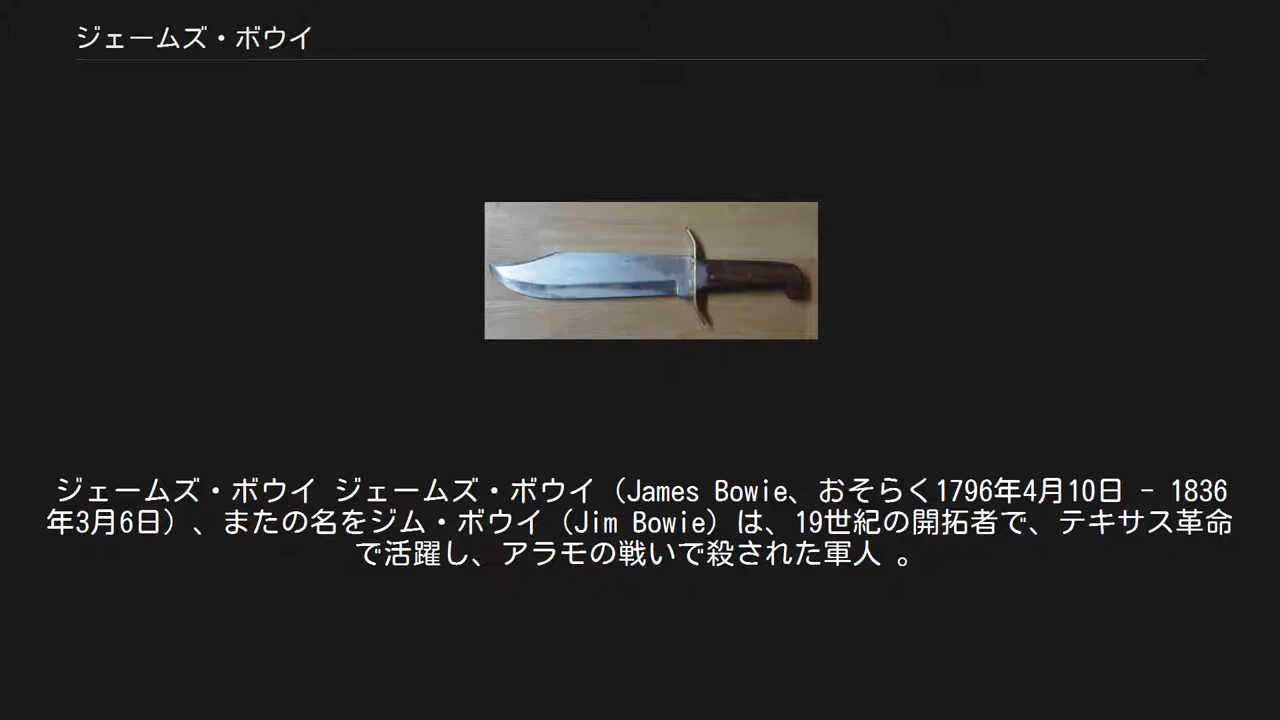 ジェームズ・ボウイ
ジェームズ・ボウイ ジェームズ・ボウイ（James Bowie、おそらく1796年4月10日 - 1836
年3月6日）、またの名をジム・ボウイ（Jim Bowie）は、19世紀の開拓者で、テキサス革命
で活躍し、アラモの戦いで殺された軍人 。